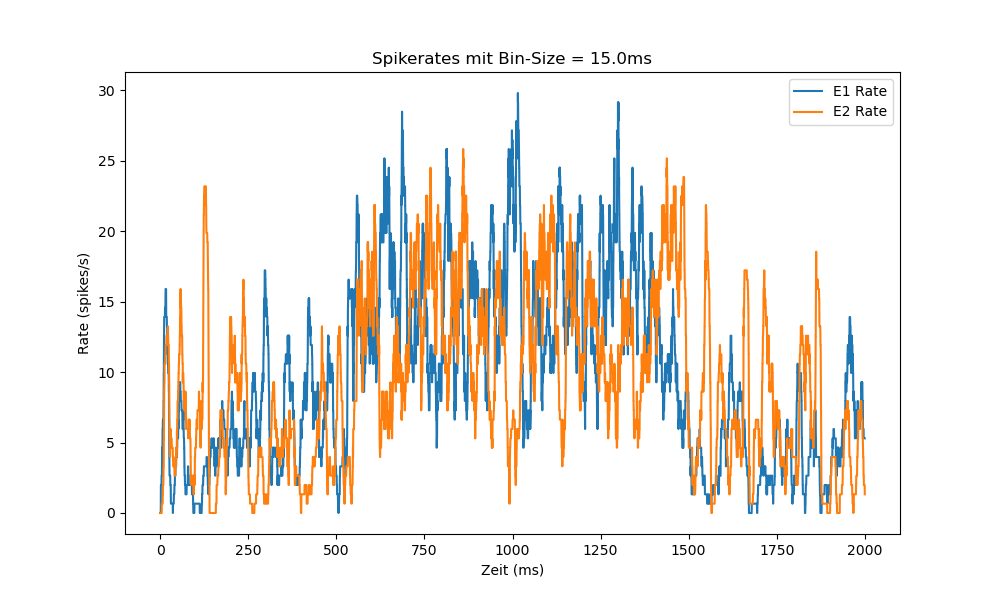 Spikerates mit Bin-Size = 15.0ms
E1 Rate
E2 Rate
Rate (spikes/s)
30
25
20
15
10
5
0
0 250 500 750 1000 1250 1500 1750 2000
Zeit (ms)